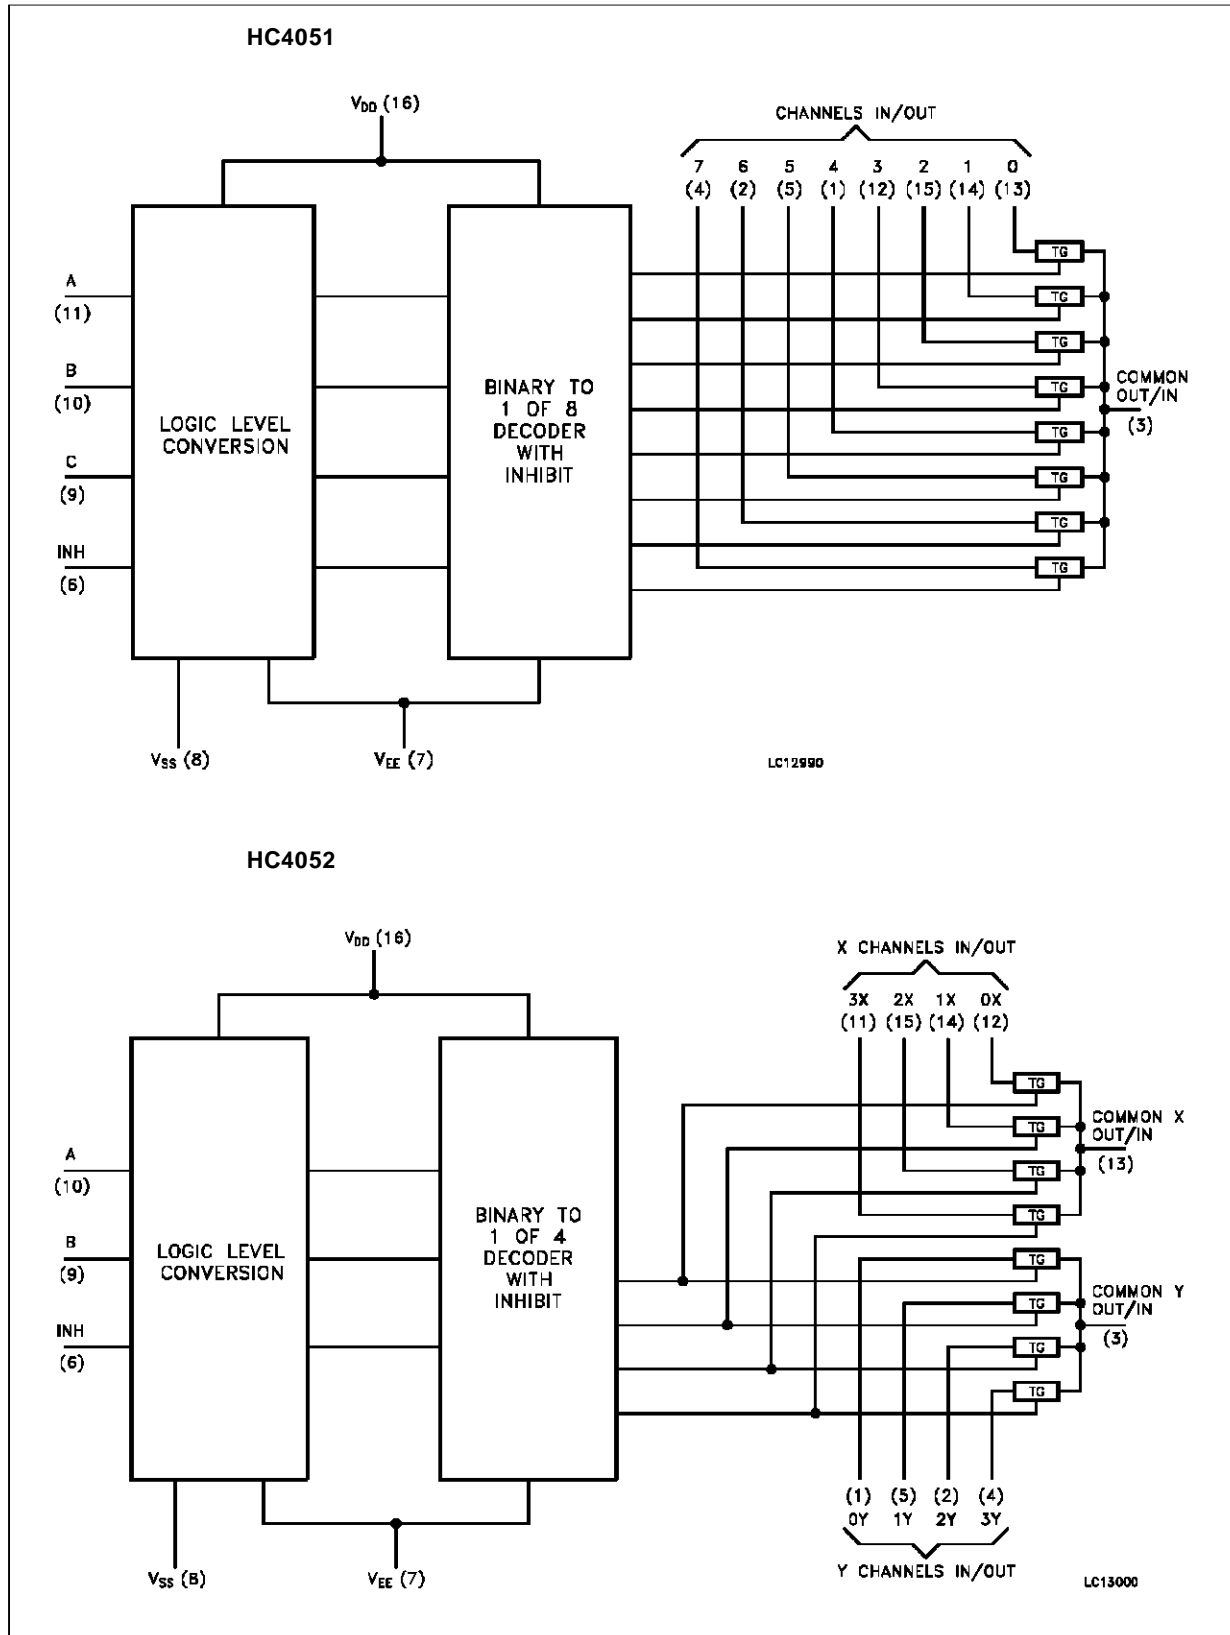 HC4051
VDD (16)
CHANNELS IN/OUT
7 6 5 4 3 2 1 0
(4) (2) (5) (1) (12) (15) (14) (13)
TG
TG
TG
TG
TG
TG
TG
TG
A
(11)
B
(10)
C
(9)
INH
(6)
LOGIC LEVEL
CONVERSION
BINARY TO
1 OF 8
DECODER
WITH
INHIBIT
COMMON
OUT/IN
(3)
VSS (8)
VEE (7)
LC12990
HC4052
VDD (16)
X CHANNELS IN/OUT
3X 2X 1X 0X
(11) (15) (14) (12)
TG
TG
TG
TG
TG
TG
TG
TG
COMMON X
OUT/IN
(13)
A
(10)
B
(9)
INH
(6)
LOGIC LEVEL
CONVERSION
BINARY TO
1 OF 4
DECODER
WITH
INHIBIT
COMMON Y
OUT/IN
(3)
(1) (5) (2) (4)
0Y 1Y 2Y 3Y
Y CHANNELS IN/OUT
VSS (8)
VEE (7)
LC13000